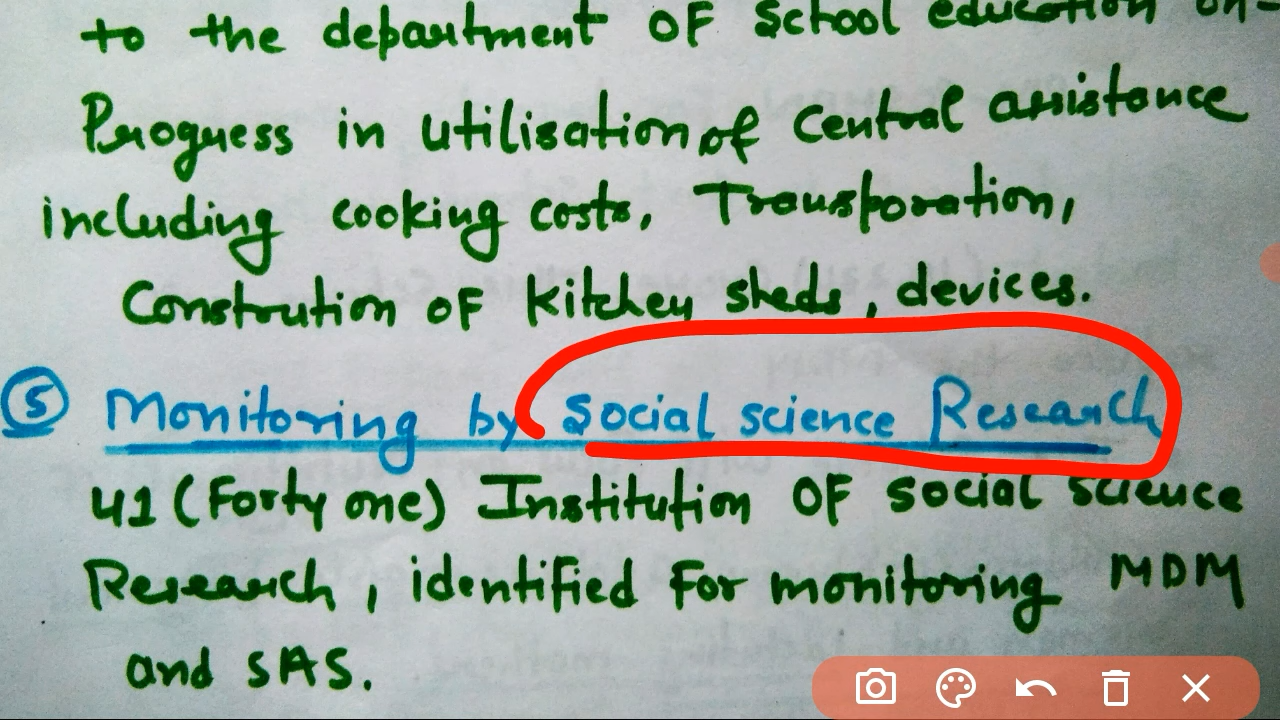 to the department OF School education on-
Progress in utilisation of Central assistance
including cooking costs, Transporation,
Constrution OF Kitchey sheds, devices.
5 Monitoring by Social science Research
41 (Forty one) Institution OF Social science
Research, identified For monitoring MDM
and SAS.